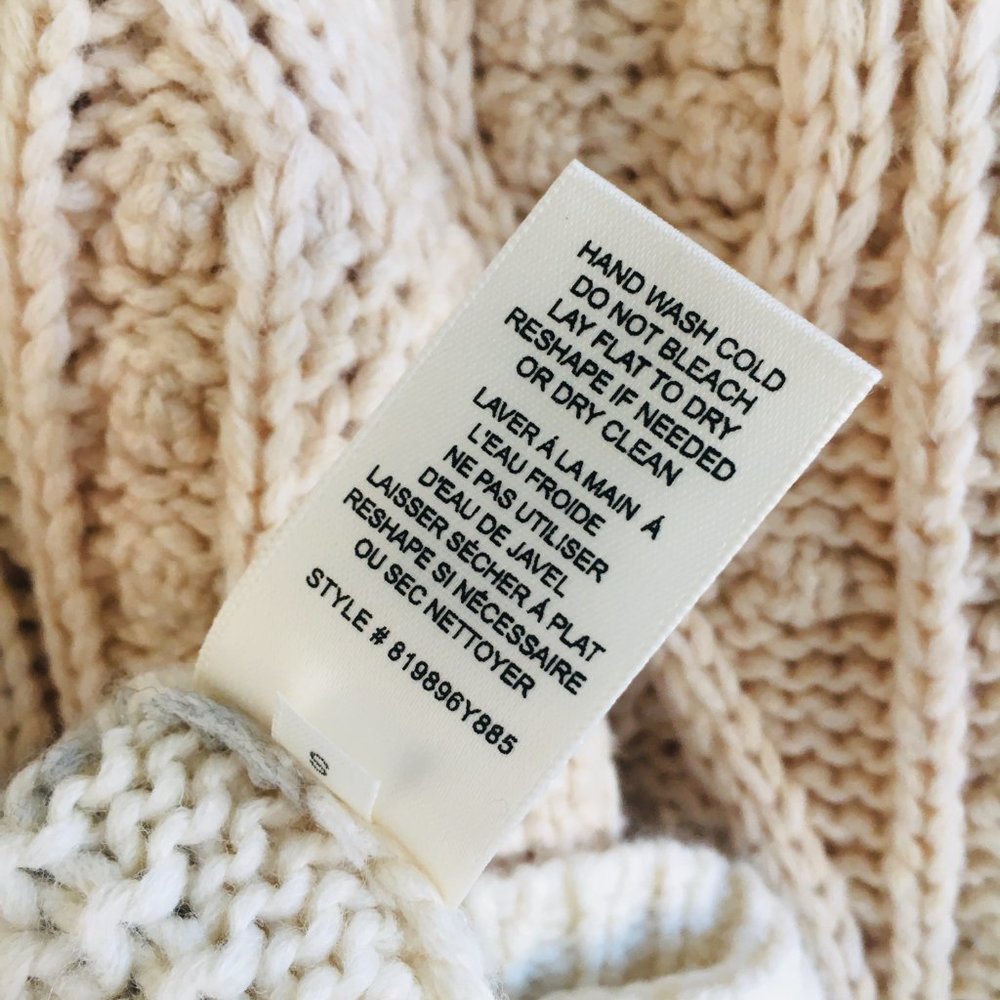 HAND WASH COLD
DO NOT BLEACH
LAY FLAT TO DRY
RESHAPE IF NEEDED
OR DRY CLEAN
LAVER Á LA MAIN Á
L'EAU FROIDE
NE PAS UTILISER
D'EAU DE JAVEL
LAISSER SÉCHER Á PLAT
RESHAPE SI NÉCESSAIRE
OU SEC NETTOYER
STYLE # 819896Y885
S